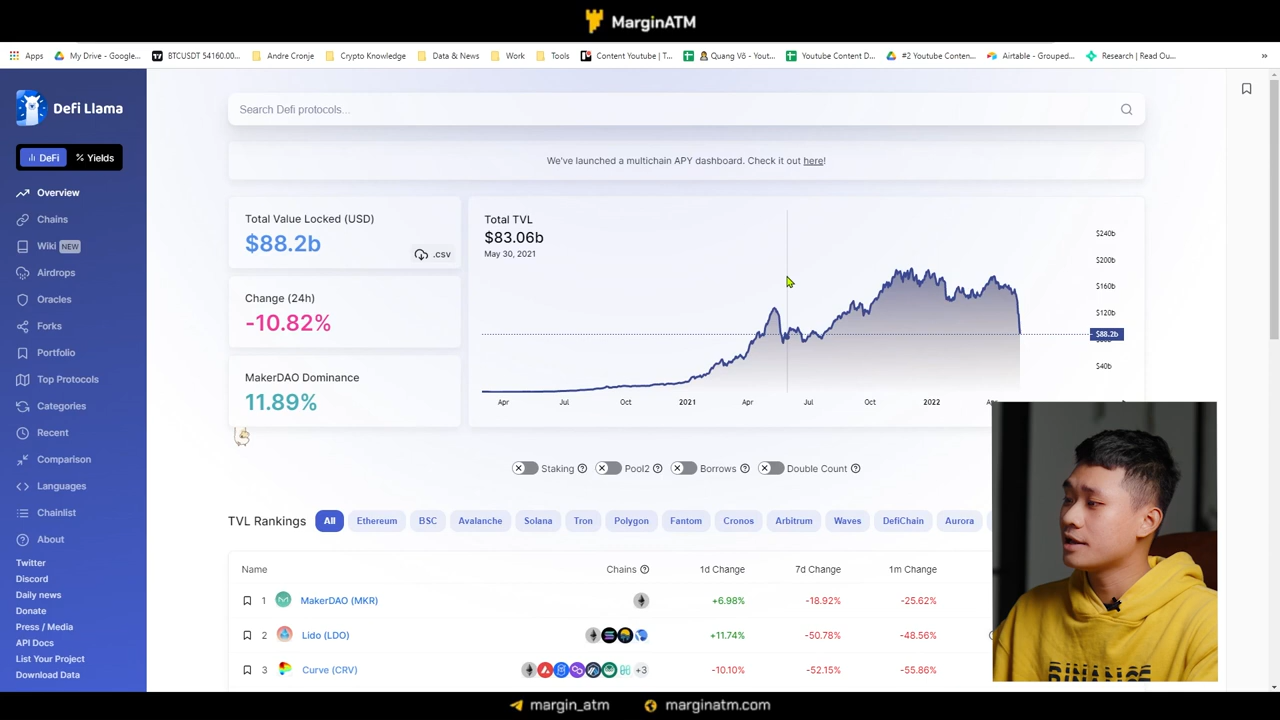 MarginATM
Apps
My Drive - Google...
BTCUSDT 54160.00...
Andre Cronje
Crypto Knowledge
Data & News
Work
Tools
Content Youtube | T...
Quang Võ - Yout...
Youtube Content D...
#2 Youtube Conten...
Airtable - Grouped...
Research | Read Ou...
»
Defi Llama
DeFi
% Yields
Overview
Chains
Wiki NEW
Airdrops
Oracles
Forks
Portfolio
Top Protocols
Categories
Recent
Comparison
Languages
Chainlist
About
Twitter
Discord
Daily news
Donate
Press / Media
API Docs
List Your Project
Download Data
Search Defi protocols...
We've launched a multichain APY dashboard. Check it out here!
Total Value Locked (USD)
$88.2b
.csv
Change (24h)
-10.82%
MakerDAO Dominance
11.89%
Total TVL
$83.06b
May 30, 2021
$240b
$200b
$160b
$120b
$88.2b
$40b
Apr Jul Oct 2021 Apr Jul Oct 2022
Staking Pool2 Borrows Double Count
TVL Rankings All Ethereum BSC Avalanche Solana Tron Polygon Fantom Cronos Arbitrum Waves DefiChain Aurora
Name Chains 1d Change 7d Change 1m Change
1 MakerDAO (MKR) +6.98% -18.92% -25.62%
2 Lido (LDO) +11.74% -50.78% -48.56%
3 Curve (CRV) +3 -10.10% -52.15% -55.86%
BINANCE
margin_atm
marginatm.com